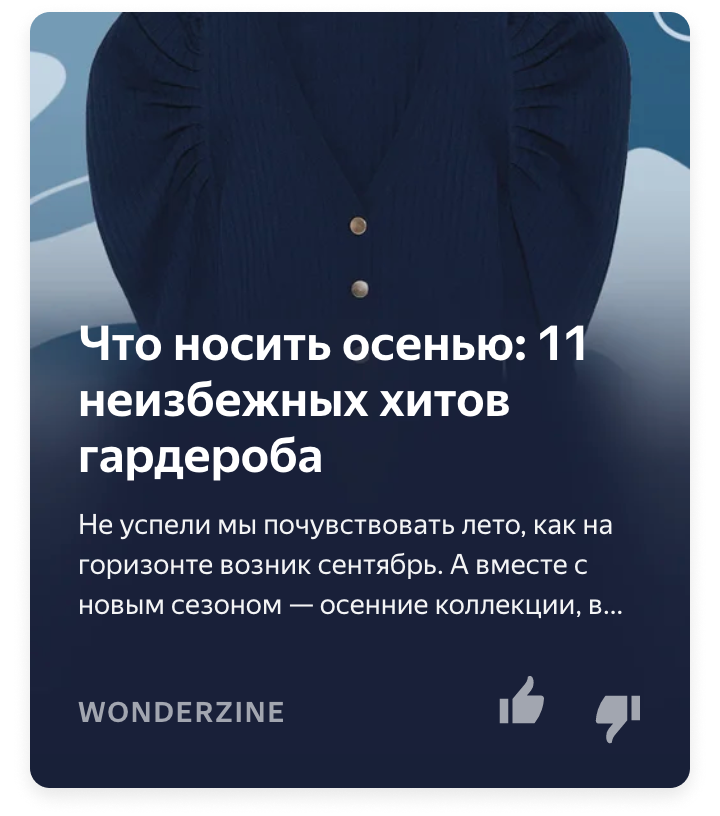 Что носить осенью: 11
неизбежных хитов
гардероба
Не успели мы почувствовать лето, как на
горизонте возник сентябрь. А вместе с
новым сезоном — осенние коллекции, в...
WONDERZINE